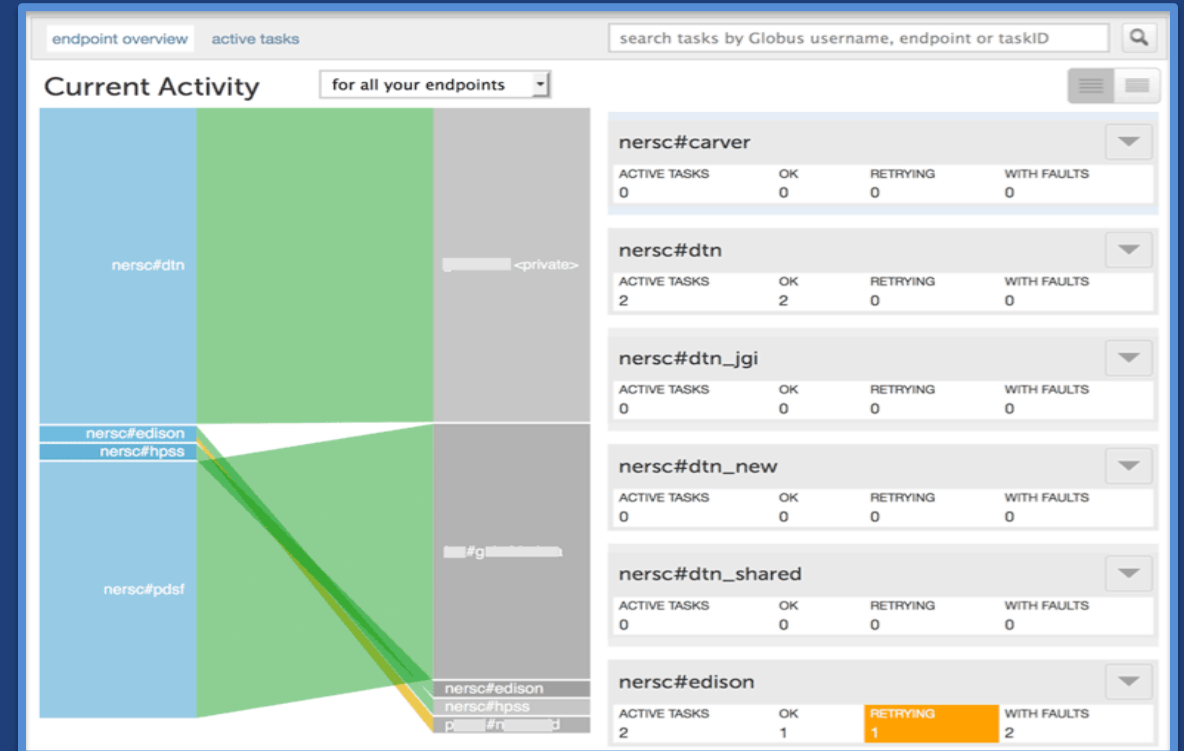 endpoint overview active tasks
search tasks by Globus username, endpoint or taskID
Current Activity for all your endpoints
nersc#dtn
<private>
nersc#edison
nersc#hpss
#g
nersc#pdsf
nersc#edison
nersc#hpss
p #n d
nersc#carver
ACTIVE TASKS OK RETRYING WITH FAULTS
0 0 0 0
nersc#dtn
ACTIVE TASKS OK RETRYING WITH FAULTS
2 2 0 0
nersc#dtn_jgi
ACTIVE TASKS OK RETRYING WITH FAULTS
0 0 0 0
nersc#dtn_new
ACTIVE TASKS OK RETRYING WITH FAULTS
0 0 0 0
nersc#dtn_shared
ACTIVE TASKS OK RETRYING WITH FAULTS
0 0 0 0
nersc#edison
ACTIVE TASKS OK RETRYING WITH FAULTS
2 1 1 2